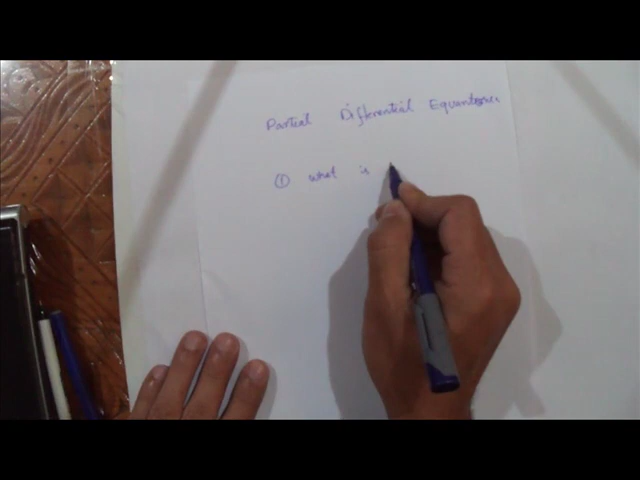 Partial Differential Equations
① what is